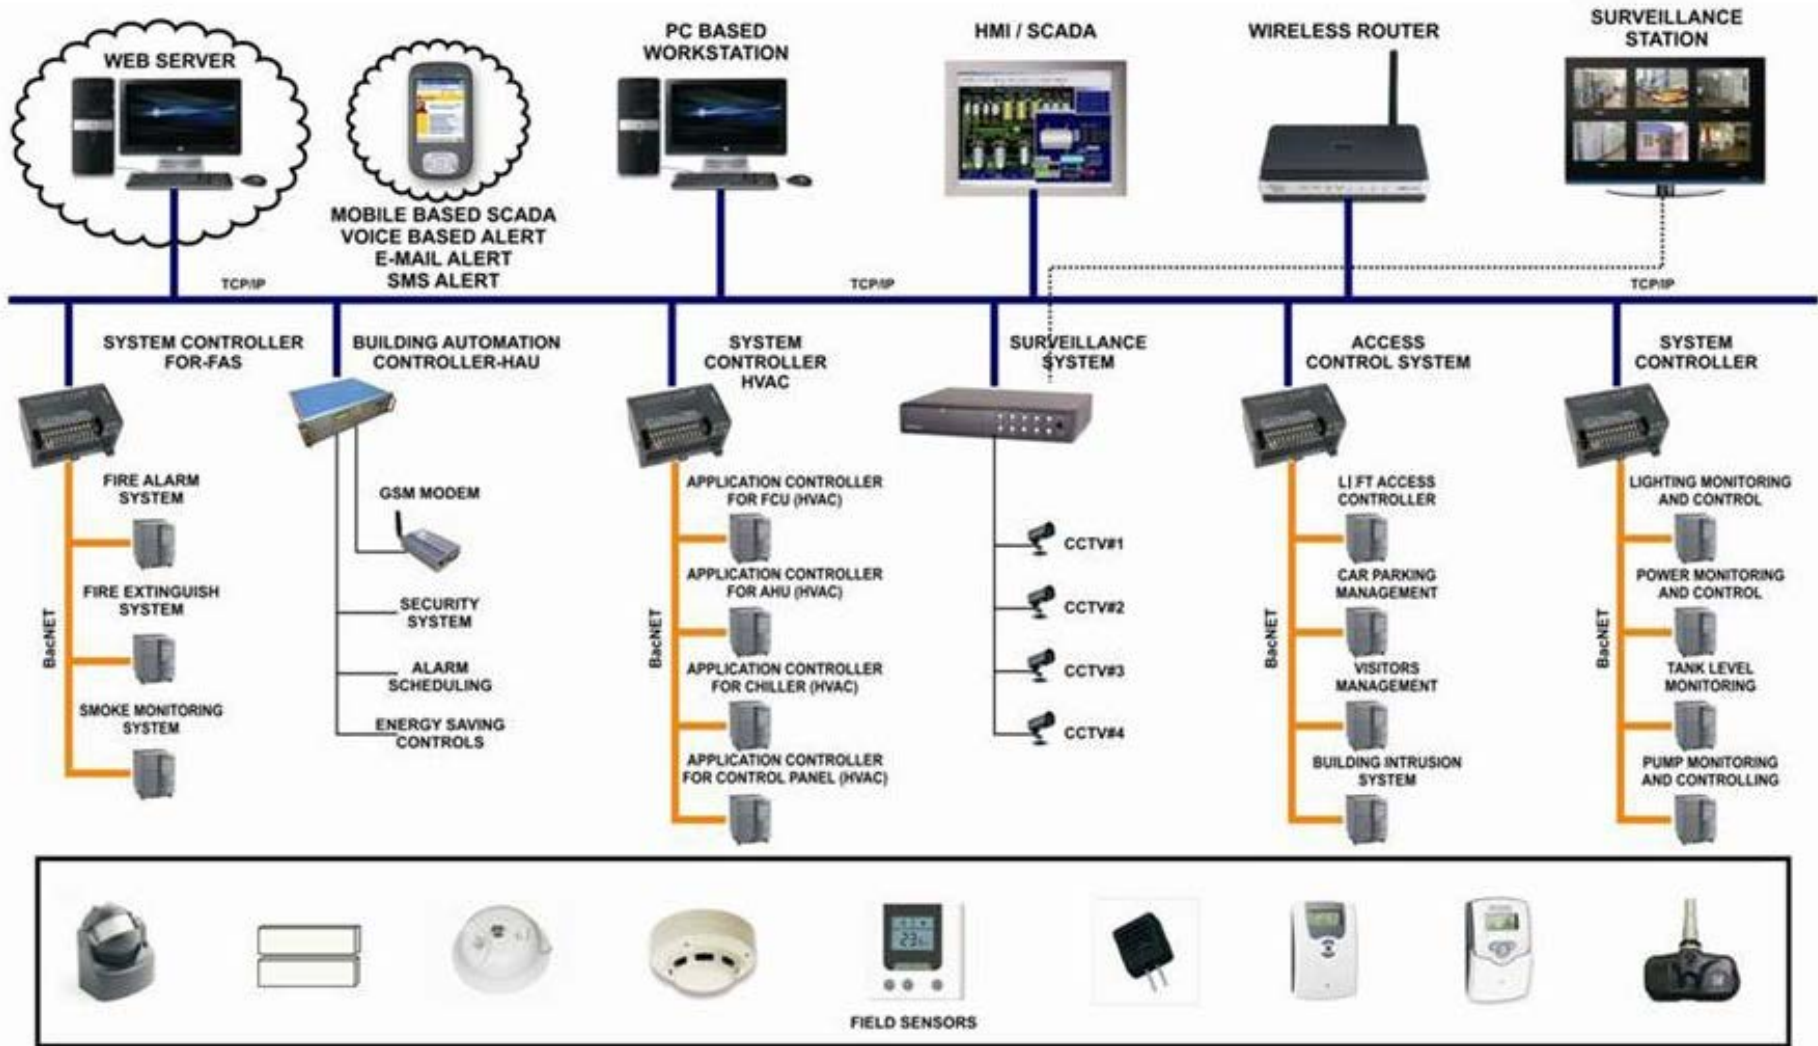 WEB SERVER
MOBILE BASED SCADA
VOICE BASED ALERT
E-MAIL ALERT
SMS ALERT
PC BASED
WORKSTATION
HMI / SCADA
WIRELESS ROUTER
SURVEILLANCE
STATION
TCP/IP
TCP/IP
TCP/IP
SYSTEM CONTROLLER
FOR-FAS
BUILDING AUTOMATION
CONTROLLER-HAU
SYSTEM
CONTROLLER
HVAC
SURVEILLANCE
SYSTEM
ACCESS
CONTROL SYSTEM
SYSTEM
CONTROLLER
BacNET
FIRE ALARM
SYSTEM
FIRE EXTINGUISH
SYSTEM
SMOKE MONITORING
SYSTEM
GSM MODEM
SECURITY
SYSTEM
ALARM
SCHEDULING
ENERGY SAVING
CONTROLS
BacNET
APPLICATION CONTROLLER
FOR FCU (HVAC)
APPLICATION CONTROLLER
FOR AHU (HVAC)
APPLICATION CONTROLLER
FOR CHILLER (HVAC)
APPLICATION CONTROLLER
FOR CONTROL PANEL (HVAC)
CCTV#1
CCTV#2
CCTV#3
CCTV#4
BacNET
LIFT ACCESS
CONTROLLER
CAR PARKING
MANAGEMENT
VISITORS
MANAGEMENT
BUILDING INTRUSION
SYSTEM
BacNET
LIGHTING MONITORING
AND CONTROL
POWER MONITORING
AND CONTROL
TANK LEVEL
MONITORING
PUMP MONITORING
AND CONTROLLING
23
FIELD SENSORS